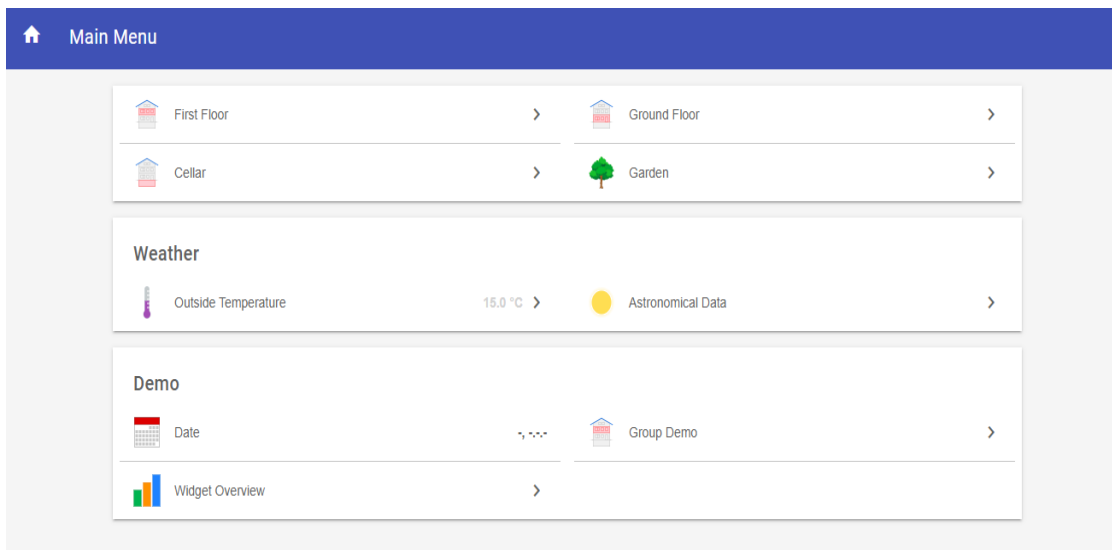 Main Menu
First Floor
Ground Floor
Cellar
Garden
Weather
Outside Temperature 15.0 °C
Astronomical Data
Demo
Date -, -.-.-
Group Demo
Widget Overview